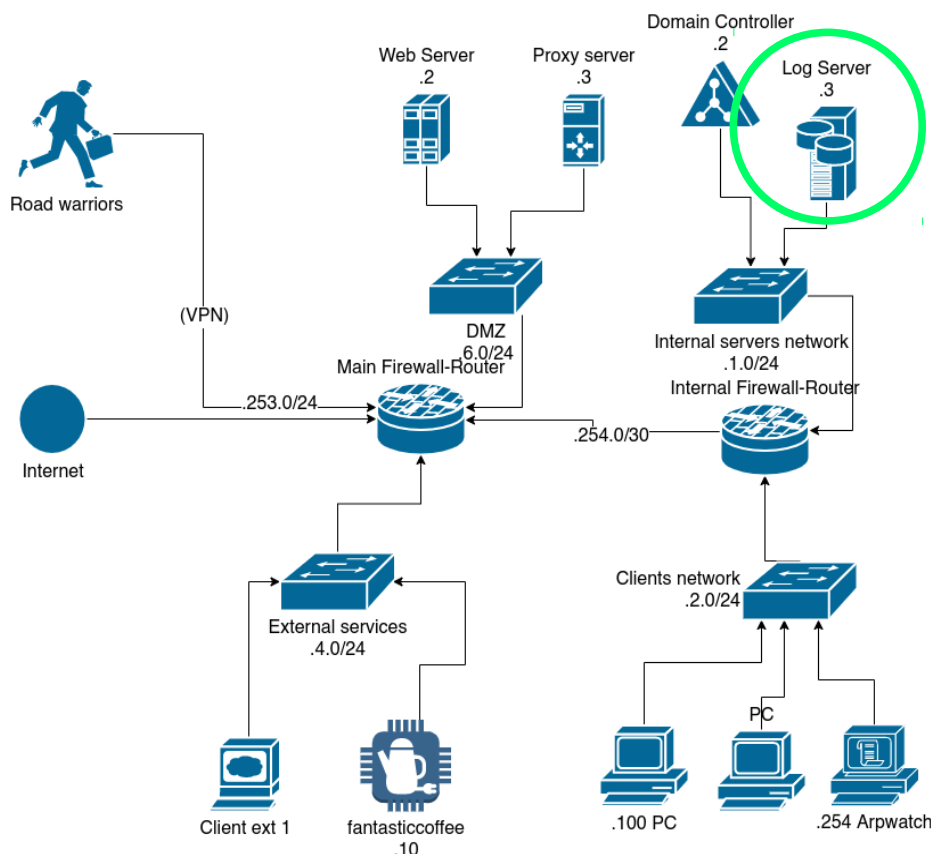 Domain Controller
.2
Web Server
.2
Proxy server
.3
Log Server
.3
Road warriors
(VPN)
DMZ
.6.0/24
Internal servers network
.1.0/24
Main Firewall-Router
Internal Firewall-Router
.253.0/24
.254.0/30
Internet
Clients network
.2.0/24
External services
.4.0/24
PC
Client ext 1
fantasticcoffee
.10
.100 PC
.254 Arpwatch